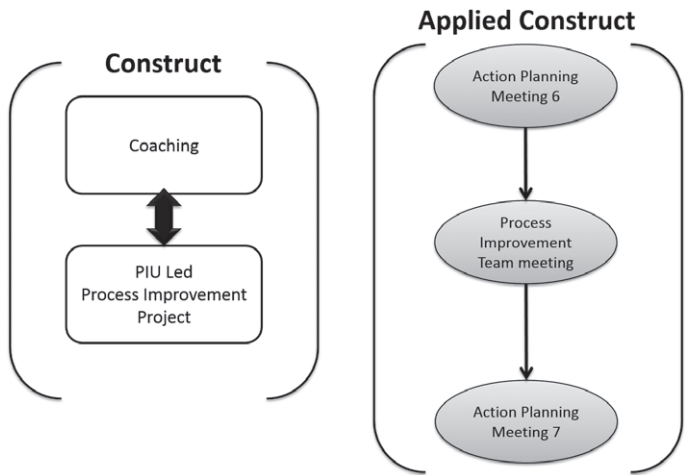 Construct
Coaching
PIU Led
Process Improvement
Project
Applied Construct
Action Planning
Meeting 6
Process
Improvement
Team meeting
Action Planning
Meeting 7